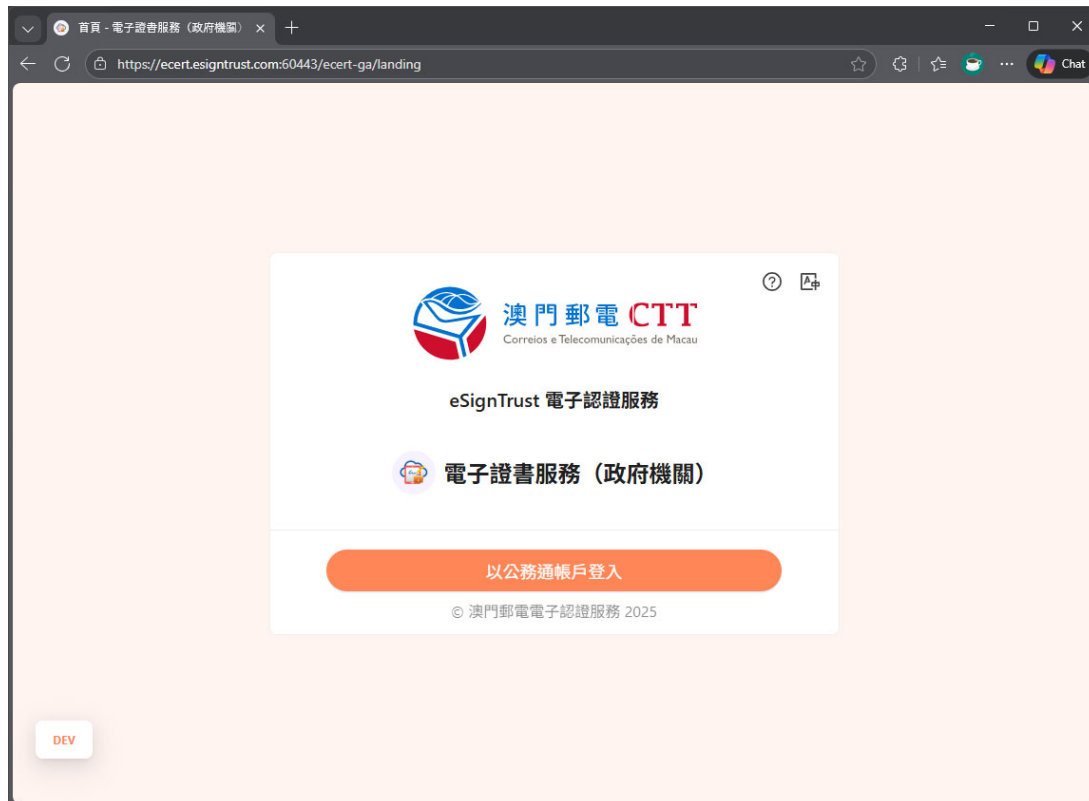 首頁 - 電子證書服務（政府機關）
https://ecert.esigntrust.com:60443/ecert-ga/landing
Chat
澳門郵電 CTT
Correios e Telecomunicações de Macau
eSignTrust 電子認證服務
電子證書服務（政府機關）
以公務通帳戶登入
© 澳門郵電電子認證服務 2025
DEV